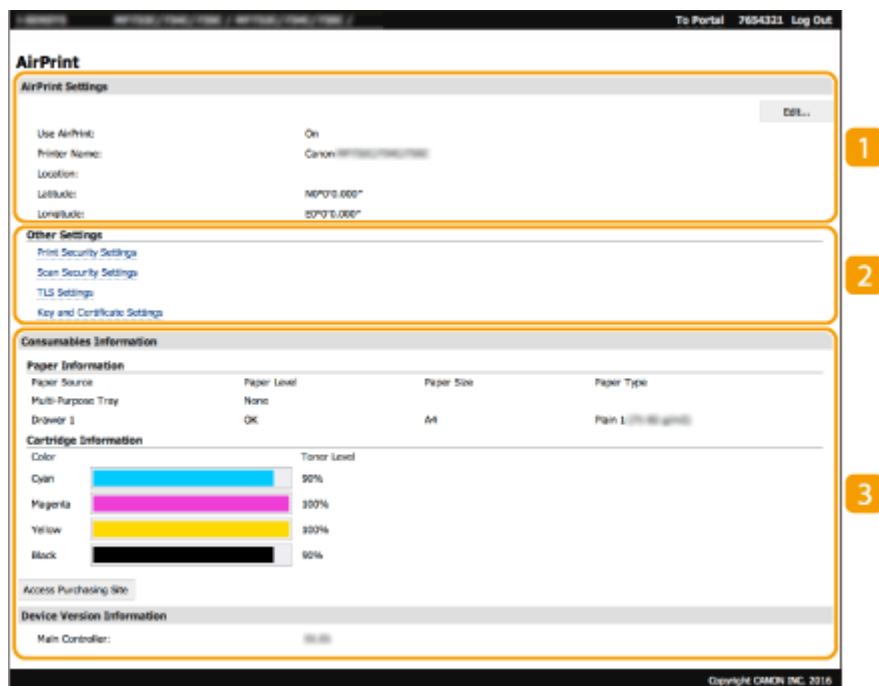 To Portal 7654321 Log Out
AirPrint
AirPrint Settings
Edit...
1
Use AirPrint: On
Printer Name: Canon
Location:
Latitude: N0°0'0.000"
Longitude: E0°0'0.000"
Other Settings
Print Security Settings
Scan Security Settings
2
TLS Settings
Key and Certificate Settings
Consumables Information
Paper Information
Paper Source Paper Level Paper Size Paper Type
Multi-Purpose Tray None
Drawer 1 OK A4 Plain 1
Cartridge Information
Color Toner Level
Cyan 90%
Magenta 100%
3
Yellow 100%
Black 90%
Access Purchasing Site
Device Version Information
Main Controller:
Copyright CANON INC. 2016